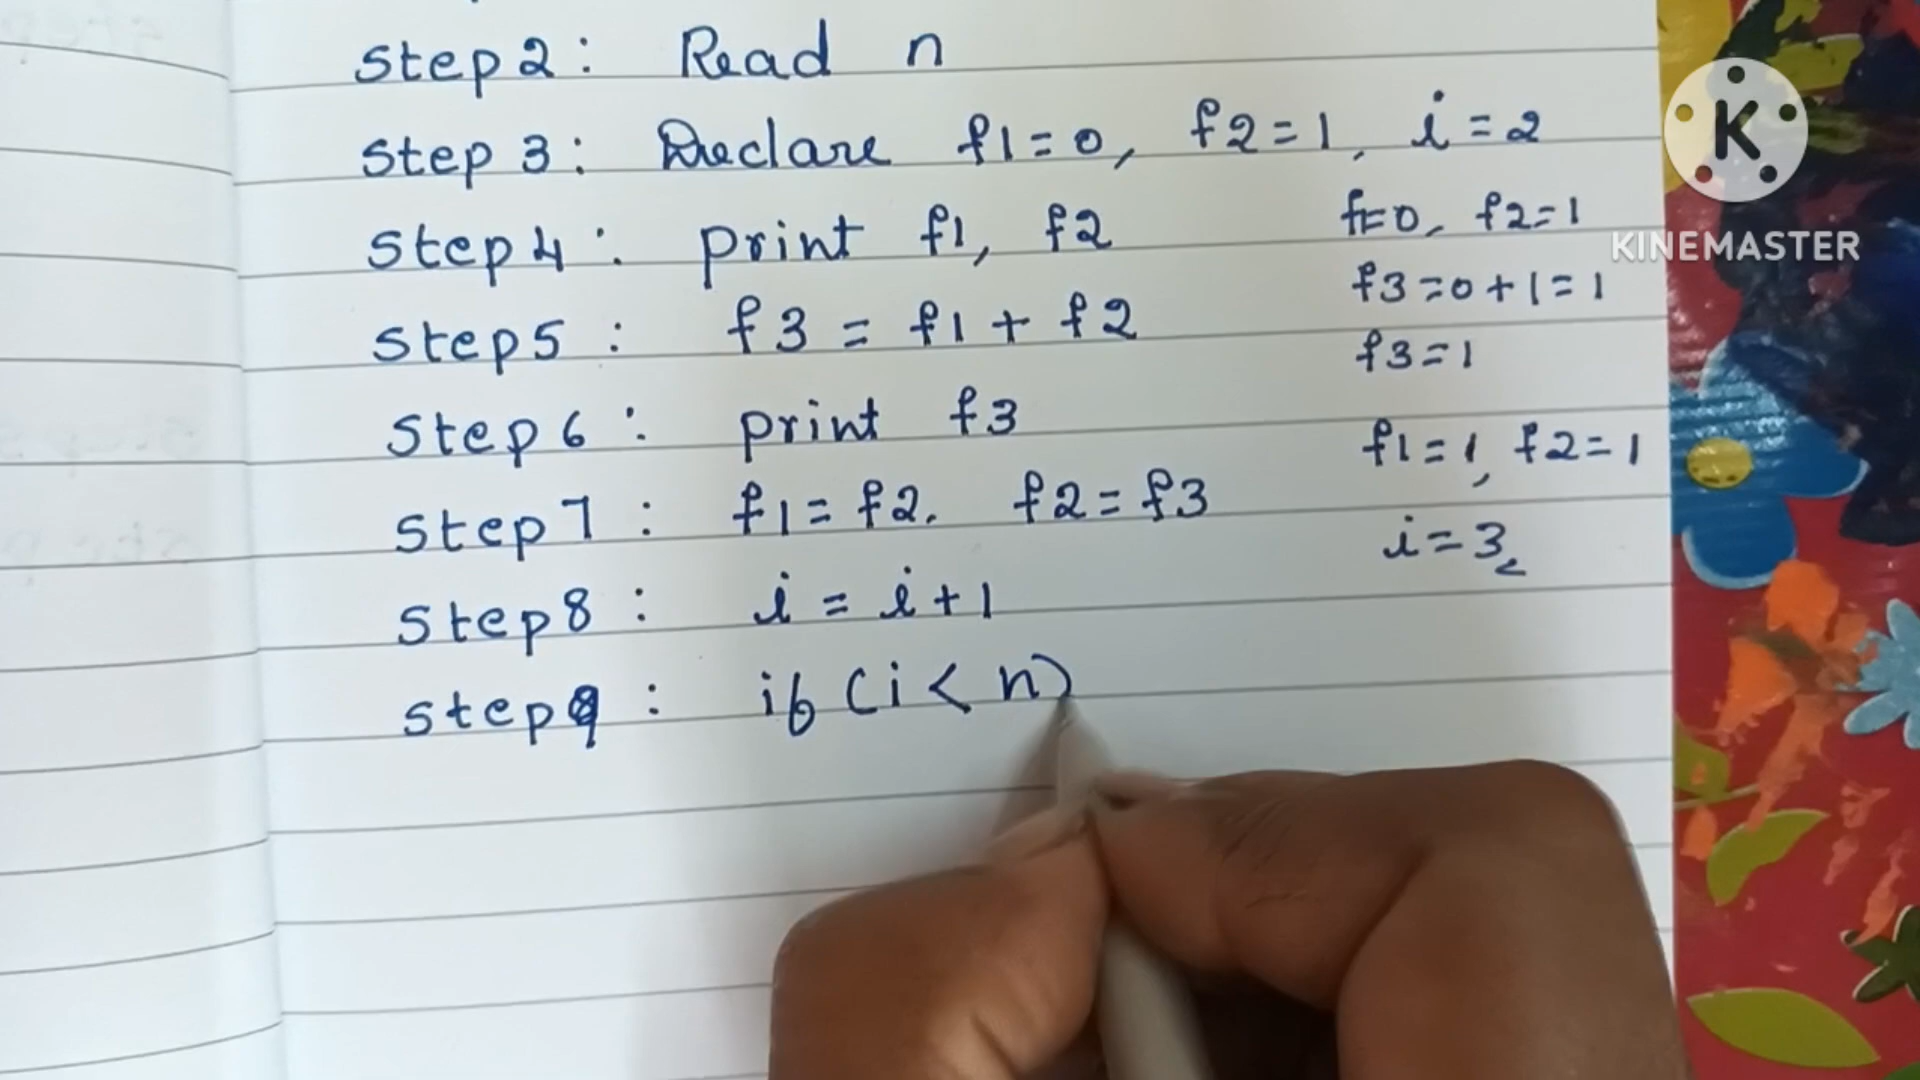 step 2 : Read n
step 3 : Declare f1 = 0, f2 = 1, i = 2
step 4 : print f1, f2
f1=0, f2=1
KINEMASTER
f3=0+1=1
step 5 : f3 = f1 + f2
f3=1
step 6 : print f3
f1=1, f2=1
step 7 : f1 = f2, f2 = f3
i=3
step 8 : i = i + 1
step 9 : if (i < n)